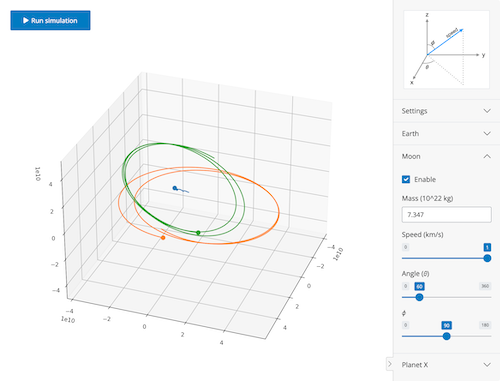 Run simulation
z
speed
φ
y
θ
x
Settings
Earth
Moon
Enable
Mass (10^22 kg)
7.347
Speed (km/s)
0 1
Angle (θ)
0 60 360
ϕ
0 90 180
Planet X
1e10
4
2
0
−2
−4
−4
−2
0
2
4
1e10
−4
−2
0
2
4
1e10